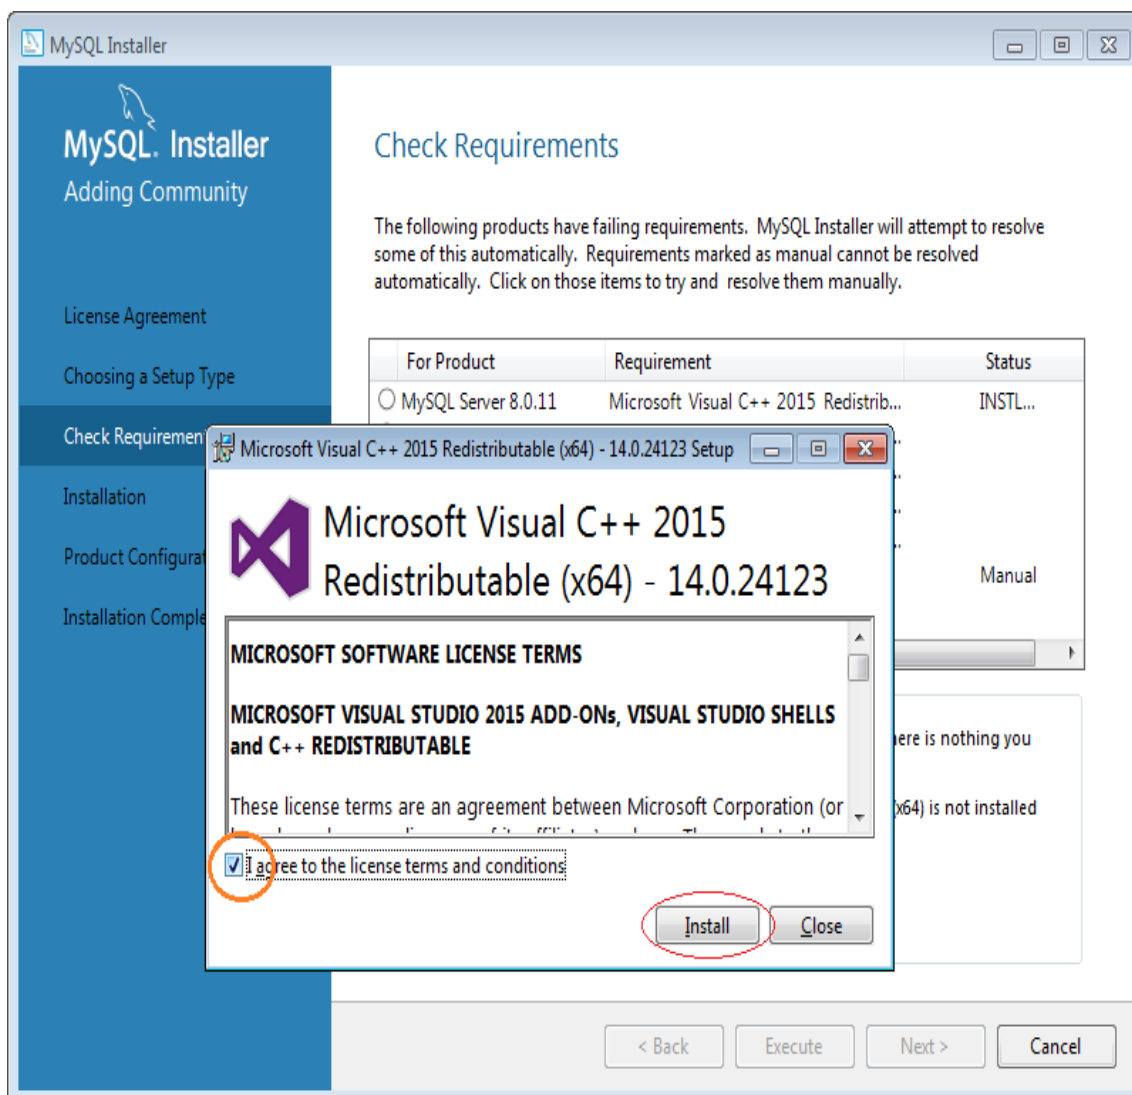 MySQL Installer
MySQL. Installer
Adding Community
License Agreement
Choosing a Setup Type
Check Requiremen
Installation
Product Configurat
Installation Comple
Check Requirements
The following products have failing requirements. MySQL Installer will attempt to resolve
some of this automatically. Requirements marked as manual cannot be resolved
automatically. Click on those items to try and resolve them manually.
For Product Requirement Status
MySQL Server 8.0.11 Microsoft Visual C++ 2015 Redistrib... INSTL...
Manual
here is nothing you
(x64) is not installed
Microsoft Visual C++ 2015 Redistributable (x64) - 14.0.24123 Setup
Microsoft Visual C++ 2015
Redistributable (x64) - 14.0.24123
MICROSOFT SOFTWARE LICENSE TERMS
MICROSOFT VISUAL STUDIO 2015 ADD-ONs, VISUAL STUDIO SHELLS
and C++ REDISTRIBUTABLE
These license terms are an agreement between Microsoft Corporation (or
I agree to the license terms and conditions
Install Close
< Back Execute Next > Cancel